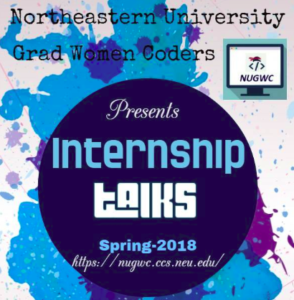 Northeastern University
Grad Women Coders
</>
NUGWC
Presents
Internship
talks
Spring-2018
https://nugwc.ccs.neu.edu/